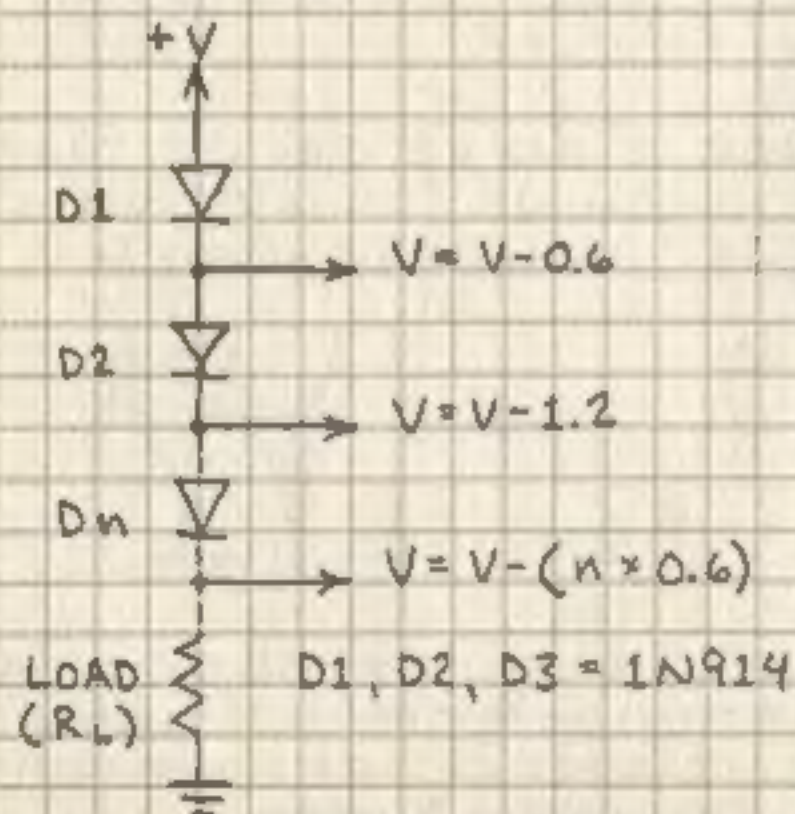 +V
D1
V = V - 0.6
D2
V = V - 1.2
Dn
V = V - (n × 0.6)
LOAD
(RL)
D1, D2, D3 = 1N914